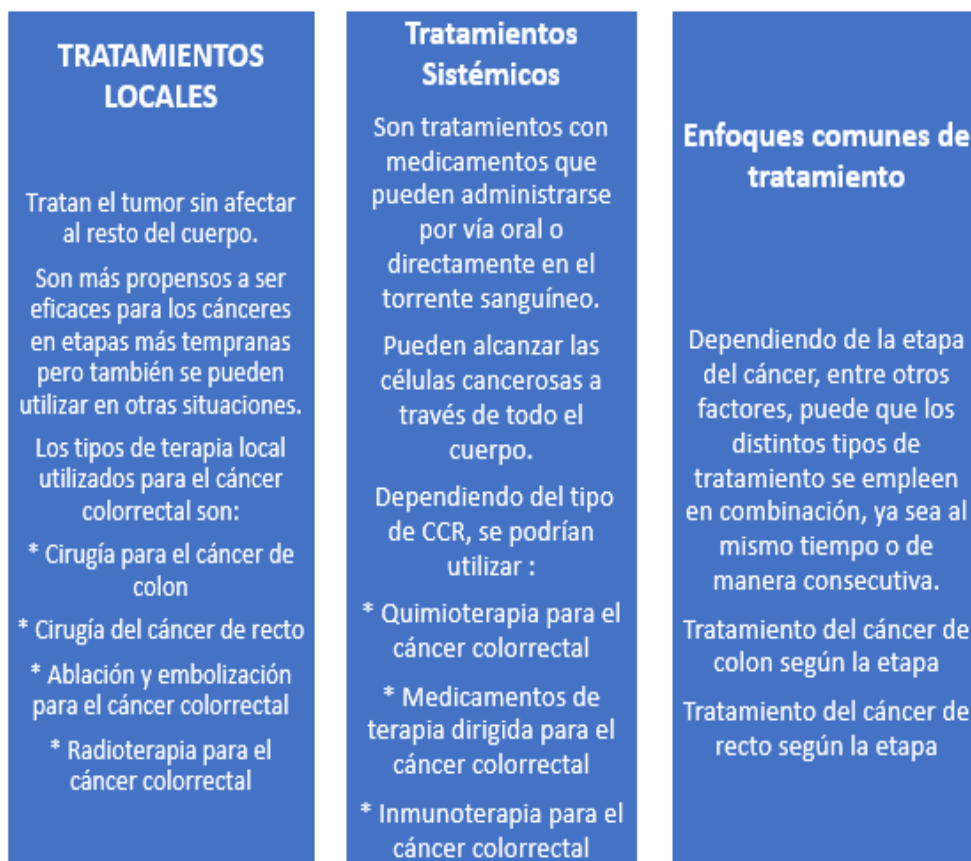 TRATAMIENTOS
LOCALES
Tratan el tumor sin afectar
al resto del cuerpo.
Son más propensos a ser
eficaces para los cánceres
en etapas más tempranas
pero también se pueden
utilizar en otras situaciones.
Los tipos de terapia local
utilizados para el cáncer
colorrectal son:
* Cirugía para el cáncer de
colon
* Cirugía del cáncer de recto
* Ablación y embolización
para el cáncer colorrectal
* Radioterapia para el
cáncer colorrectal
Tratamientos
Sistémicos
Son tratamientos con
medicamentos que
pueden administrarse
por vía oral o
directamente en el
torrente sanguíneo.
Pueden alcanzar las
células cancerosas a
través de todo el
cuerpo.
Dependiendo del tipo
de CCR, se podrían
utilizar :
* Quimioterapia para el
cáncer colorrectal
* Medicamentos de
terapia dirigida para el
cáncer colorrectal
* Inmunoterapia para el
cáncer colorrectal
Enfoques comunes de
tratamiento
Dependiendo de la etapa
del cáncer, entre otros
factores, puede que los
distintos tipos de
tratamiento se empleen
en combinación, ya sea al
mismo tiempo o de
manera consecutiva.
Tratamiento del cáncer de
colon según la etapa
Tratamiento del cáncer de
recto según la etapa